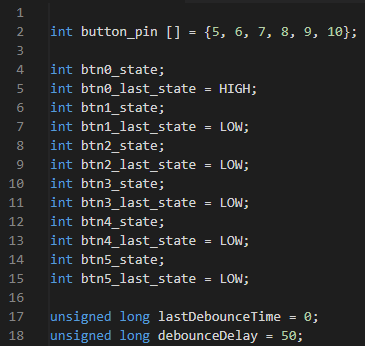 1
2 int button_pin [] = {5, 6, 7, 8, 9, 10};
3
4 int btn0_state;
5 int btn0_last_state = HIGH;
6 int btn1_state;
7 int btn1_last_state = LOW;
8 int btn2_state;
9 int btn2_last_state = LOW;
10 int btn3_state;
11 int btn3_last_state = LOW;
12 int btn4_state;
13 int btn4_last_state = LOW;
14 int btn5_state;
15 int btn5_last_state = LOW;
16
17 unsigned long lastDebounceTime = 0;
18 unsigned long debounceDelay = 50;